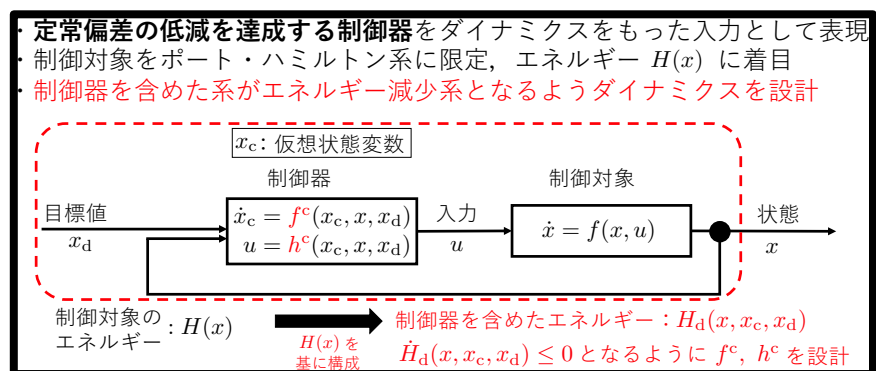 ・定常偏差の低減を達成する制御器をダイナミクスをもった入力として表現
・制御対象をポート・ハミルトン系に限定，エネルギー H(x) に着目
・制御器を含めた系がエネルギー減少系となるようダイナミクスを設計
x_c：仮想状態変数
制御器
制御対象
目標値
x_d
ẋ_c = f^c(x_c, x, x_d)
u = h^c(x_c, x, x_d)
入力
u
ẋ = f(x, u)
状態
x
制御対象の
エネルギー：H(x)
H(x) を
基に構成
制御器を含めたエネルギー：H_d(x, x_c, x_d)
Ḣ_d(x, x_c, x_d) ≤ 0 となるように f^c, h^c を設計